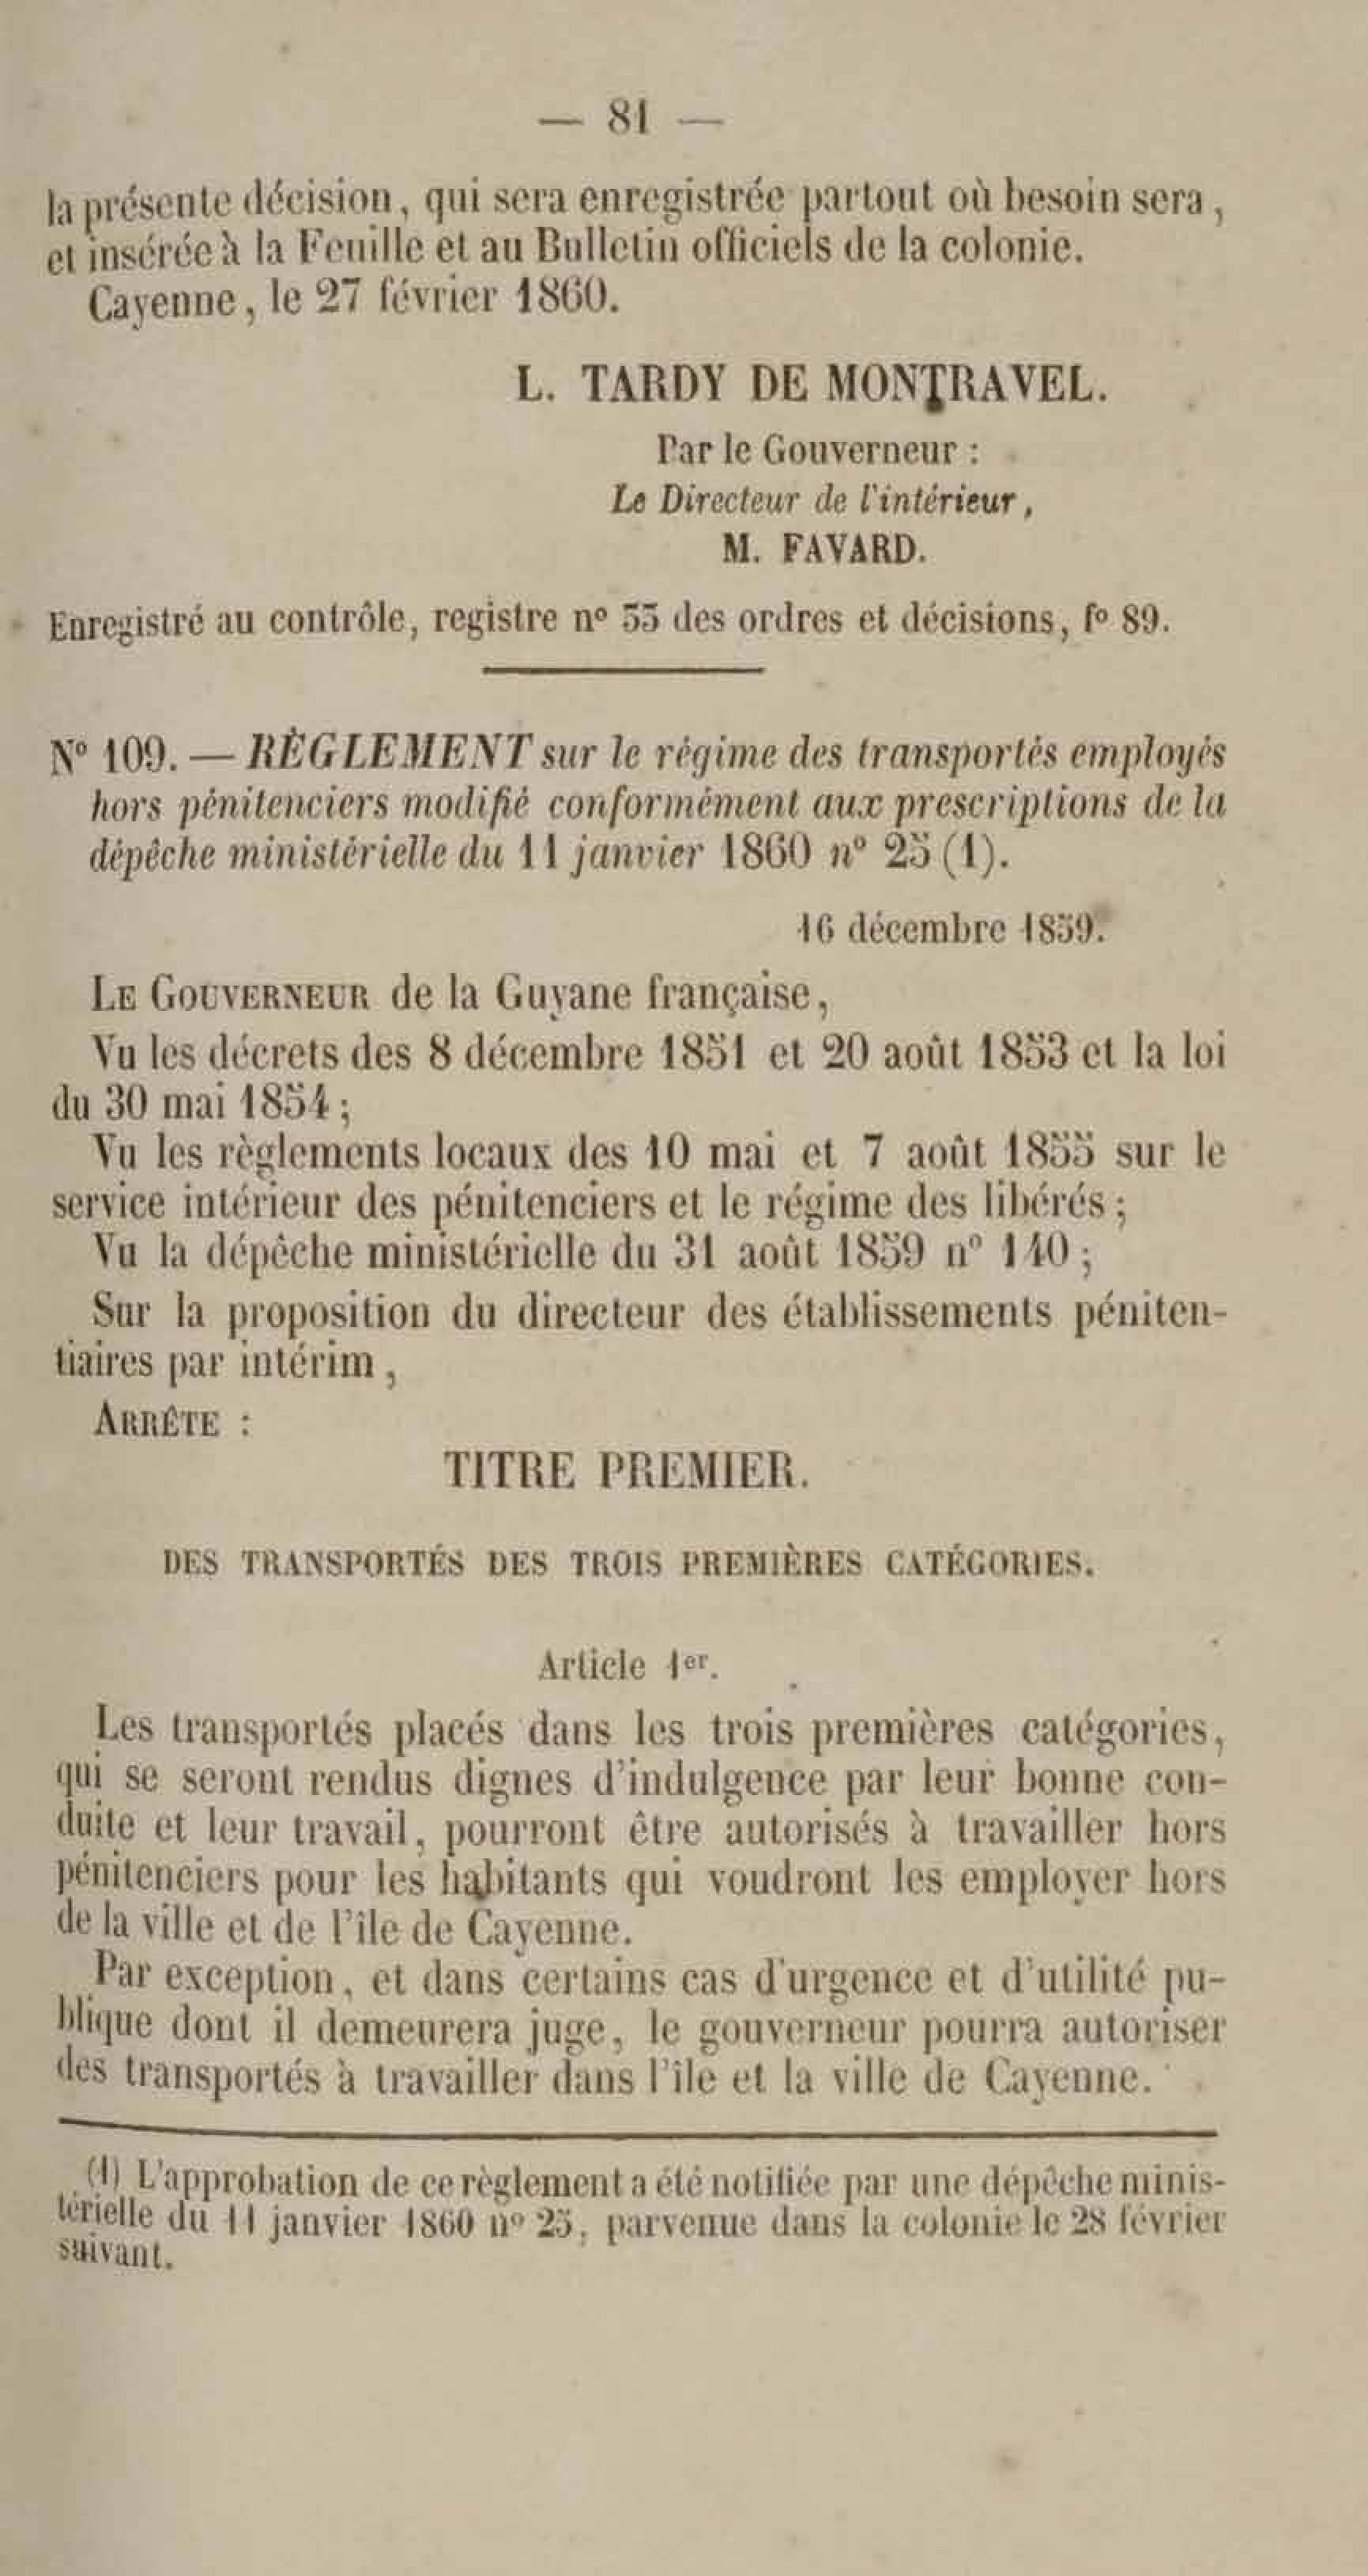 — 81 —
la présente décision, qui sera enregistrée partout où besoin sera,
et insérée à la Feuille et au Bulletin officiels de la colonie.
Cayenne, le 27 février 1860.
L. TARDY DE MONTRAVEL.
Par le Gouverneur :
Le Directeur de l'intérieur,
M. FAVARD.
Enregistré au contrôle, registre nº 55 des ordres et décisions, fº 89.
Nº 109. — RÈGLEMENT sur le régime des transportés employés
hors pénitenciers modifié conformément aux prescriptions de la
dépêche ministérielle du 11 janvier 1860 nº 25 (1).
16 décembre 1859.
LE GOUVERNEUR de la Guyane française,
Vu les décrets des 8 décembre 1851 et 20 août 1853 et la loi
du 30 mai 1854;
Vu les règlements locaux des 10 mai et 7 août 1855 sur le
service intérieur des pénitenciers et le régime des libérés;
Vu la dépêche ministérielle du 31 août 1859 nº 140;
Sur la proposition du directeur des établissements péniten-
tiaires par intérim,
ARRÊTE :
TITRE PREMIER.
DES TRANSPORTÉS DES TROIS PREMIÈRES CATÉGORIES.
Article 1er.
Les transportés placés dans les trois premières catégories,
qui se seront rendus dignes d'indulgence par leur bonne con-
duite et leur travail, pourront être autorisés à travailler hors
pénitenciers pour les habitants qui voudront les employer hors
de la ville et de l'île de Cayenne.
Par exception, et dans certains cas d'urgence et d'utilité pu-
blique dont il demeurera juge, le gouverneur pourra autoriser
des transportés à travailler dans l'île et la ville de Cayenne.
(1) L'approbation de ce règlement a été notifiée par une dépêche minis-
térielle du 11 janvier 1860 nº 25, parvenue dans la colonie le 28 février
suivant.